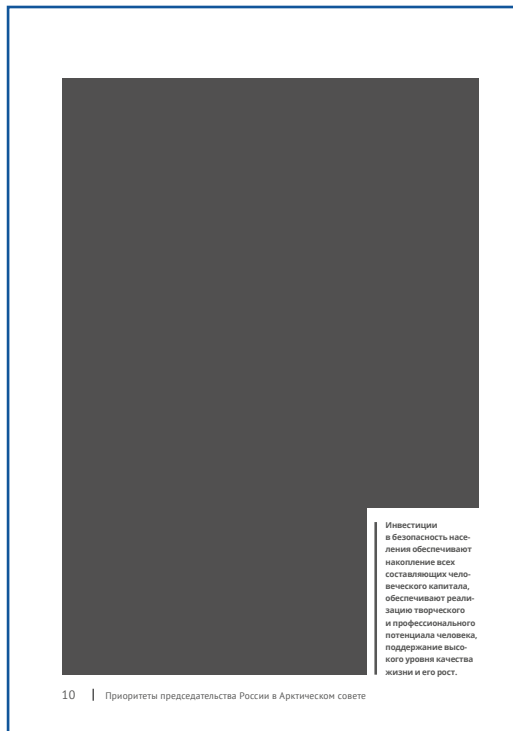 Инвестиции
в безопасность насе-
ления обеспечивают
накопление всех
составляющих чело-
веческого капитала,
обеспечивают реали-
зацию творческого
и профессионального
потенциала человека,
поддержание высо-
кого уровня качества
жизни и его рост.
10 | Приоритеты председательства России в Арктическом совете